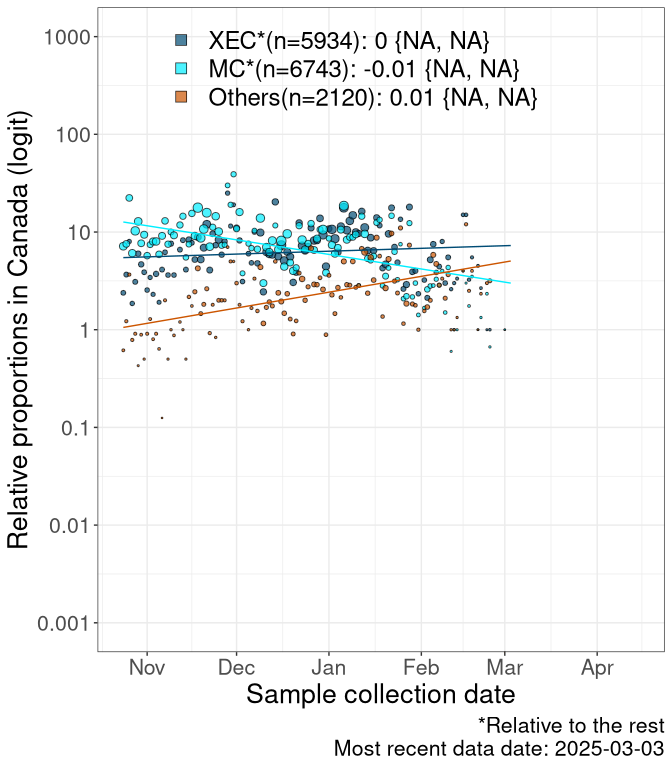 XEC*(n=5934): 0 {NA, NA}
MC*(n=6743): -0.01 {NA, NA}
Others(n=2120): 0.01 {NA, NA}
Relative proportions in Canada (logit)
1000
100
10
1
0.1
0.01
0.001
Nov Dec Jan Feb Mar Apr
Sample collection date
*Relative to the rest
Most recent data date: 2025-03-03